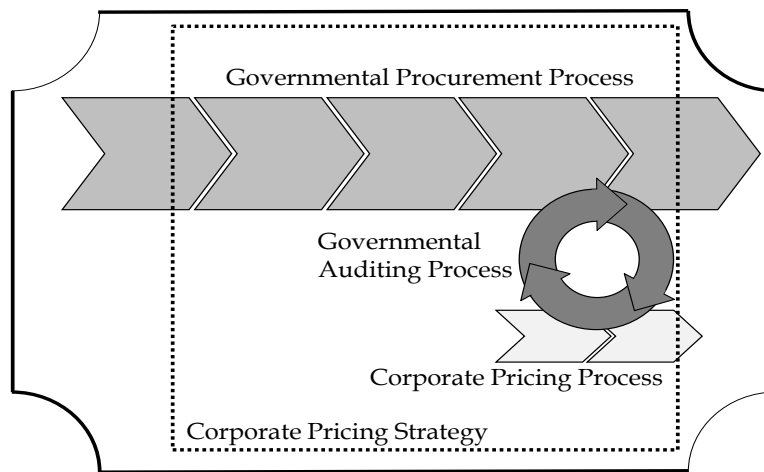 Governmental Procurement Process
Governmental
Auditing Process
Corporate Pricing Process
Corporate Pricing Strategy